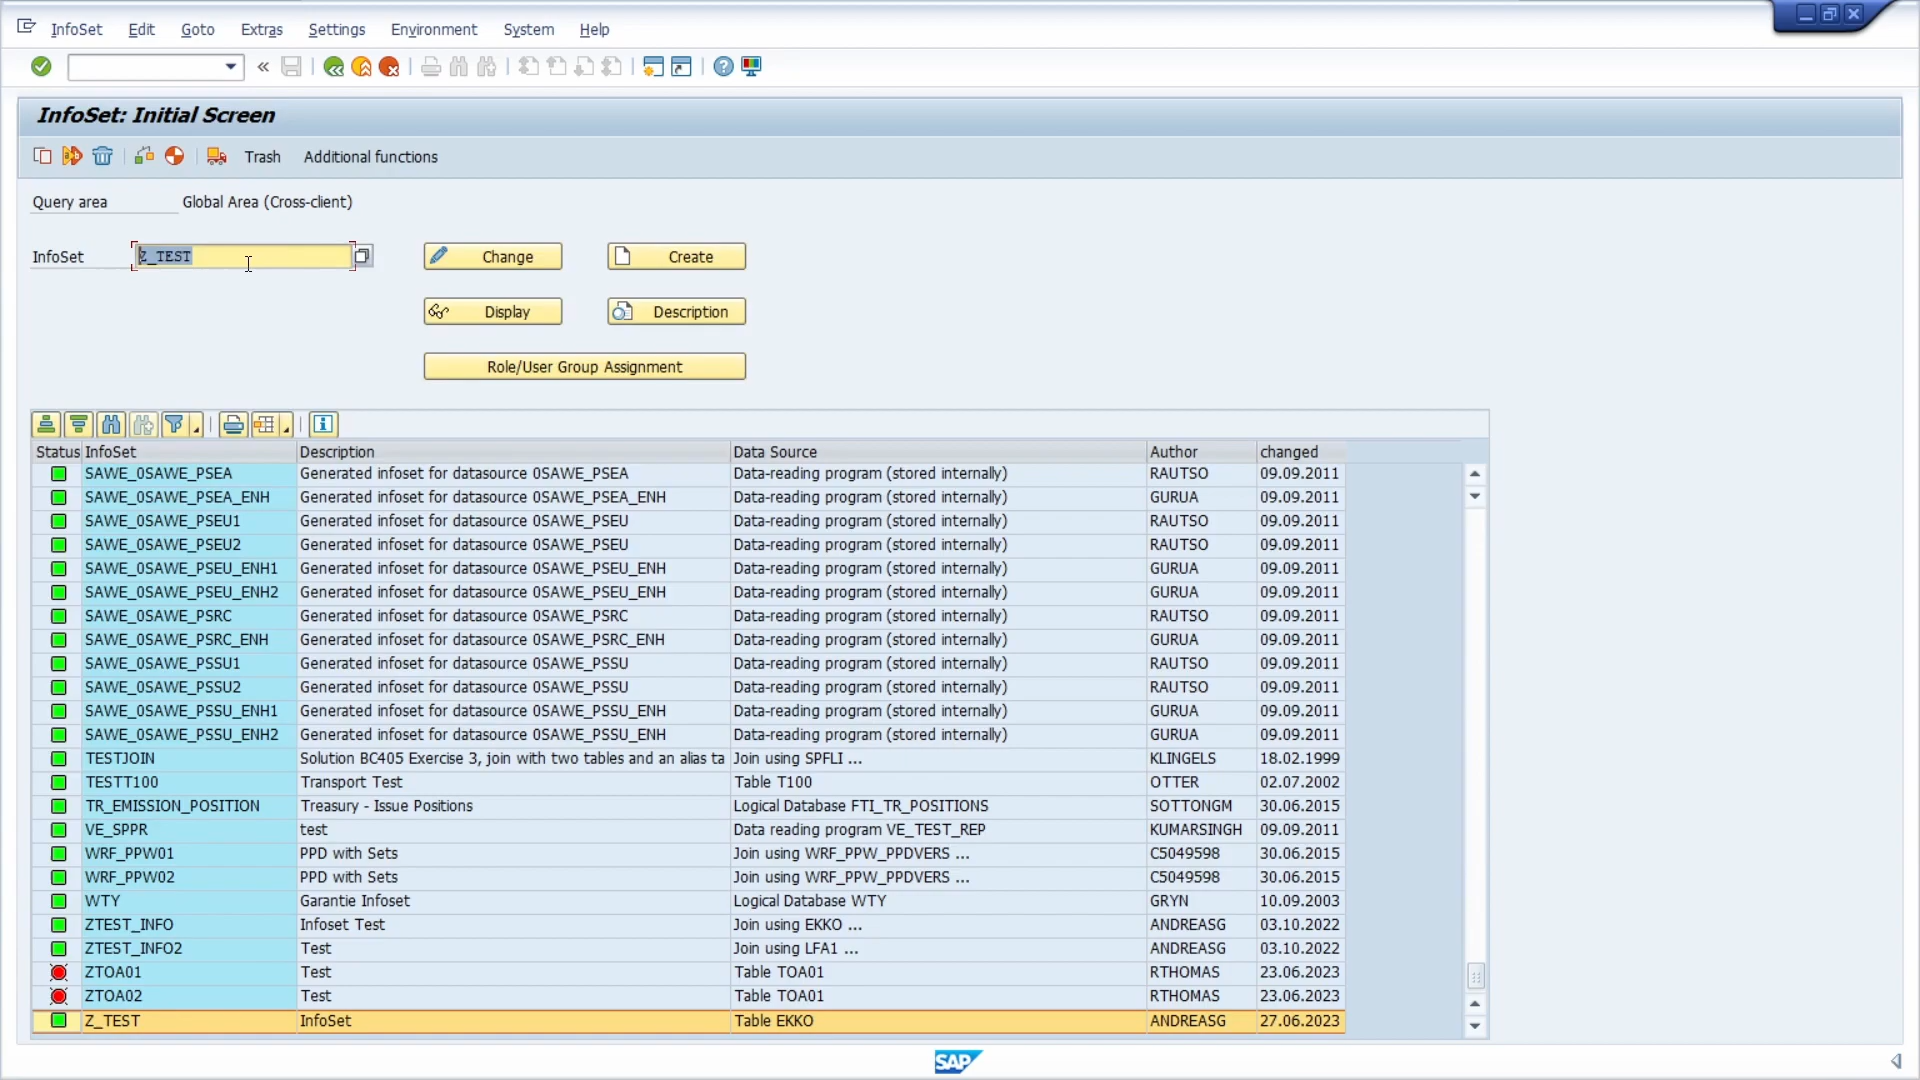 InfoSet Edit Goto Extras Settings Environment System Help
InfoSet: Initial Screen
Trash Additional functions
Query area Global Area (Cross-client)
InfoSet Z_TEST Change Create
Display Description
Role/User Group Assignment
Status InfoSet Description Data Source Author changed
SAWE_0SAWE_PSEA Generated infoset for datasource 0SAWE_PSEA Data-reading program (stored internally) RAUTSO 09.09.2011
SAWE_0SAWE_PSEA_ENH Generated infoset for datasource 0SAWE_PSEA_ENH Data-reading program (stored internally) GURUA 09.09.2011
SAWE_0SAWE_PSEU1 Generated infoset for datasource 0SAWE_PSEU Data-reading program (stored internally) RAUTSO 09.09.2011
SAWE_0SAWE_PSEU2 Generated infoset for datasource 0SAWE_PSEU Data-reading program (stored internally) RAUTSO 09.09.2011
SAWE_0SAWE_PSEU_ENH1 Generated infoset for datasource 0SAWE_PSEU_ENH Data-reading program (stored internally) GURUA 09.09.2011
SAWE_0SAWE_PSEU_ENH2 Generated infoset for datasource 0SAWE_PSEU_ENH Data-reading program (stored internally) GURUA 09.09.2011
SAWE_0SAWE_PSRC Generated infoset for datasource 0SAWE_PSRC Data-reading program (stored internally) RAUTSO 09.09.2011
SAWE_0SAWE_PSRC_ENH Generated infoset for datasource 0SAWE_PSRC_ENH Data-reading program (stored internally) GURUA 09.09.2011
SAWE_0SAWE_PSSU1 Generated infoset for datasource 0SAWE_PSSU Data-reading program (stored internally) RAUTSO 09.09.2011
SAWE_0SAWE_PSSU2 Generated infoset for datasource 0SAWE_PSSU Data-reading program (stored internally) RAUTSO 09.09.2011
SAWE_0SAWE_PSSU_ENH1 Generated infoset for datasource 0SAWE_PSSU_ENH Data-reading program (stored internally) GURUA 09.09.2011
SAWE_0SAWE_PSSU_ENH2 Generated infoset for datasource 0SAWE_PSSU_ENH Data-reading program (stored internally) GURUA 09.09.2011
TESTJOIN Solution BC405 Exercise 3, join with two tables and an alias ta Join using SPFLI ... KLINGELS 18.02.1999
TESTT100 Transport Test Table T100 OTTER 02.07.2002
TR_EMISSION_POSITION Treasury - Issue Positions Logical Database FTI_TR_POSITIONS SOTTONGM 30.06.2015
VE_SPPR test Data reading program VE_TEST_REP KUMARSINGH 09.09.2011
WRF_PPW01 PPD with Sets Join using WRF_PPW_PPDVERS ... C5049598 30.06.2015
WRF_PPW02 PPD with Sets Join using WRF_PPW_PPDVERS ... C5049598 30.06.2015
WTY Garantie Infoset Logical Database WTY GRYN 10.09.2003
ZTEST_INFO Infoset Test Join using EKKO ... ANDREASG 03.10.2022
ZTEST_INFO2 Test Join using LFA1 ... ANDREASG 03.10.2022
ZTOA01 Test Table TOA01 RTHOMAS 23.06.2023
ZTOA02 Test Table TOA01 RTHOMAS 23.06.2023
Z_TEST InfoSet Table EKKO ANDREASG 27.06.2023
SAP